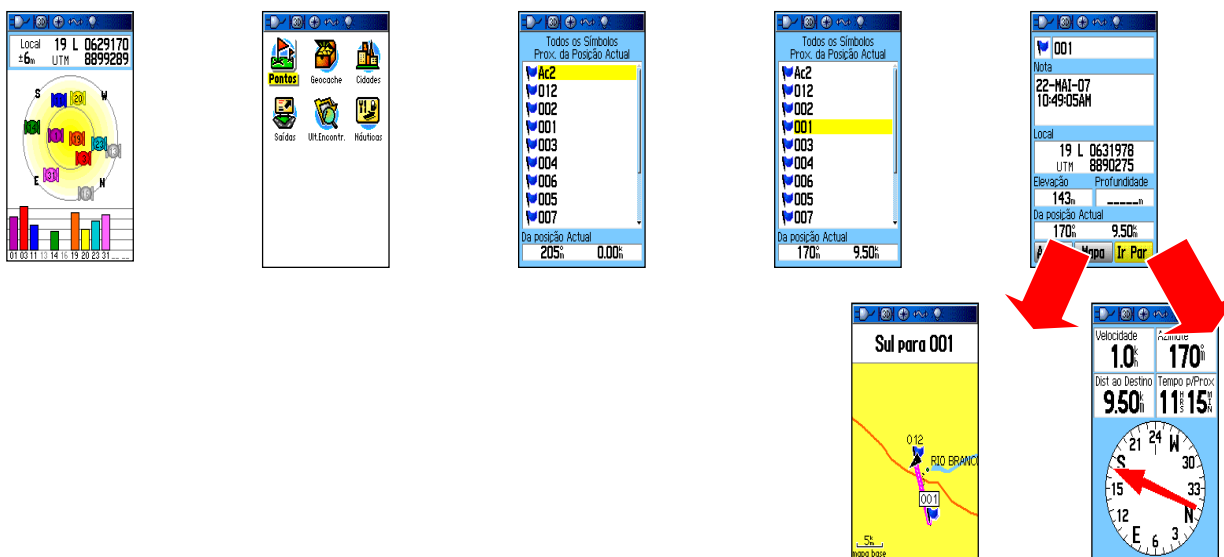 Local 19 L 0629170
±6m UTM 8899289
S W
20
E N
01 03 11 13 14 16 19 20 23 31
Pontos Geocache Cidades
Saídas Ult.Encontr. Náuticas
Todos os Símbolos
Prox. da Posição Actual
Ac2
012
002
001
003
004
006
005
007
Da posição Actual
205° 0.00km
Todos os Símbolos
Prox. da Posição Actual
Ac2
012
002
001
003
004
006
005
007
Da posição Actual
170° 9.50km
001
Nota
22-MAI-07
10:49:05AM
Local
19 L 0631978
UTM 8890275
Elevação Profundidade
143m _____m
Da posição Actual
170° 9.50km
Mapa Ir Par
Sul para 001
012
RIO BRANCO
001
5km
mapa base
Velocidade Azimute
1.0 170°
Dist ao Destino Tempo p/Prox
9.50km 11HRS 15MIN
21 24 W
S 30
15 33
12 N
E 6 3